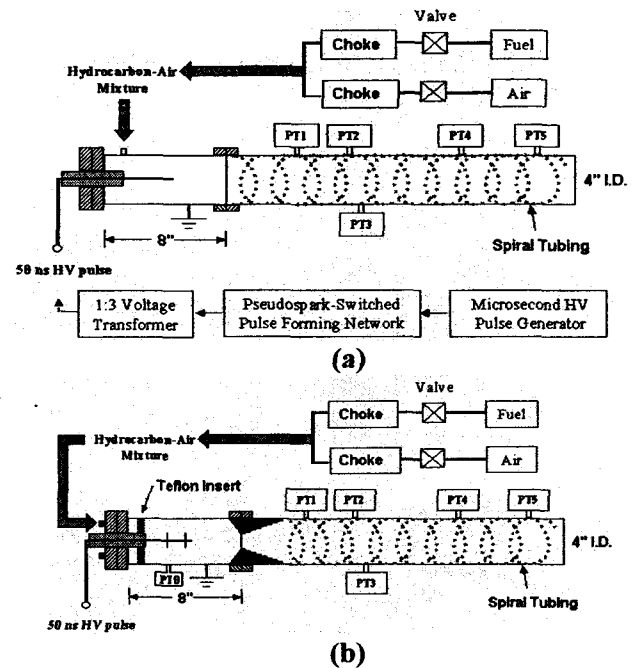 Valve
Choke
Fuel
Hydrocarbon-Air
Mixture
Choke
Air
PT1
PT2
PT4
PT5
4" I.D.
8"
PT3
Spiral Tubing
50 ns HV pulse
1:3 Voltage
Transformer
Pseudospark-Switched
Pulse Forming Network
Microsecond HV
Pulse Generator
(a)
Valve
Choke
Fuel
Hydrocarbon-Air
Mixture
Choke
Air
Teflon Insert
PT1
PT2
PT4
PT5
4" I.D.
PT0
PT3
8"
Spiral Tubing
50 ns HV pulse
(b)